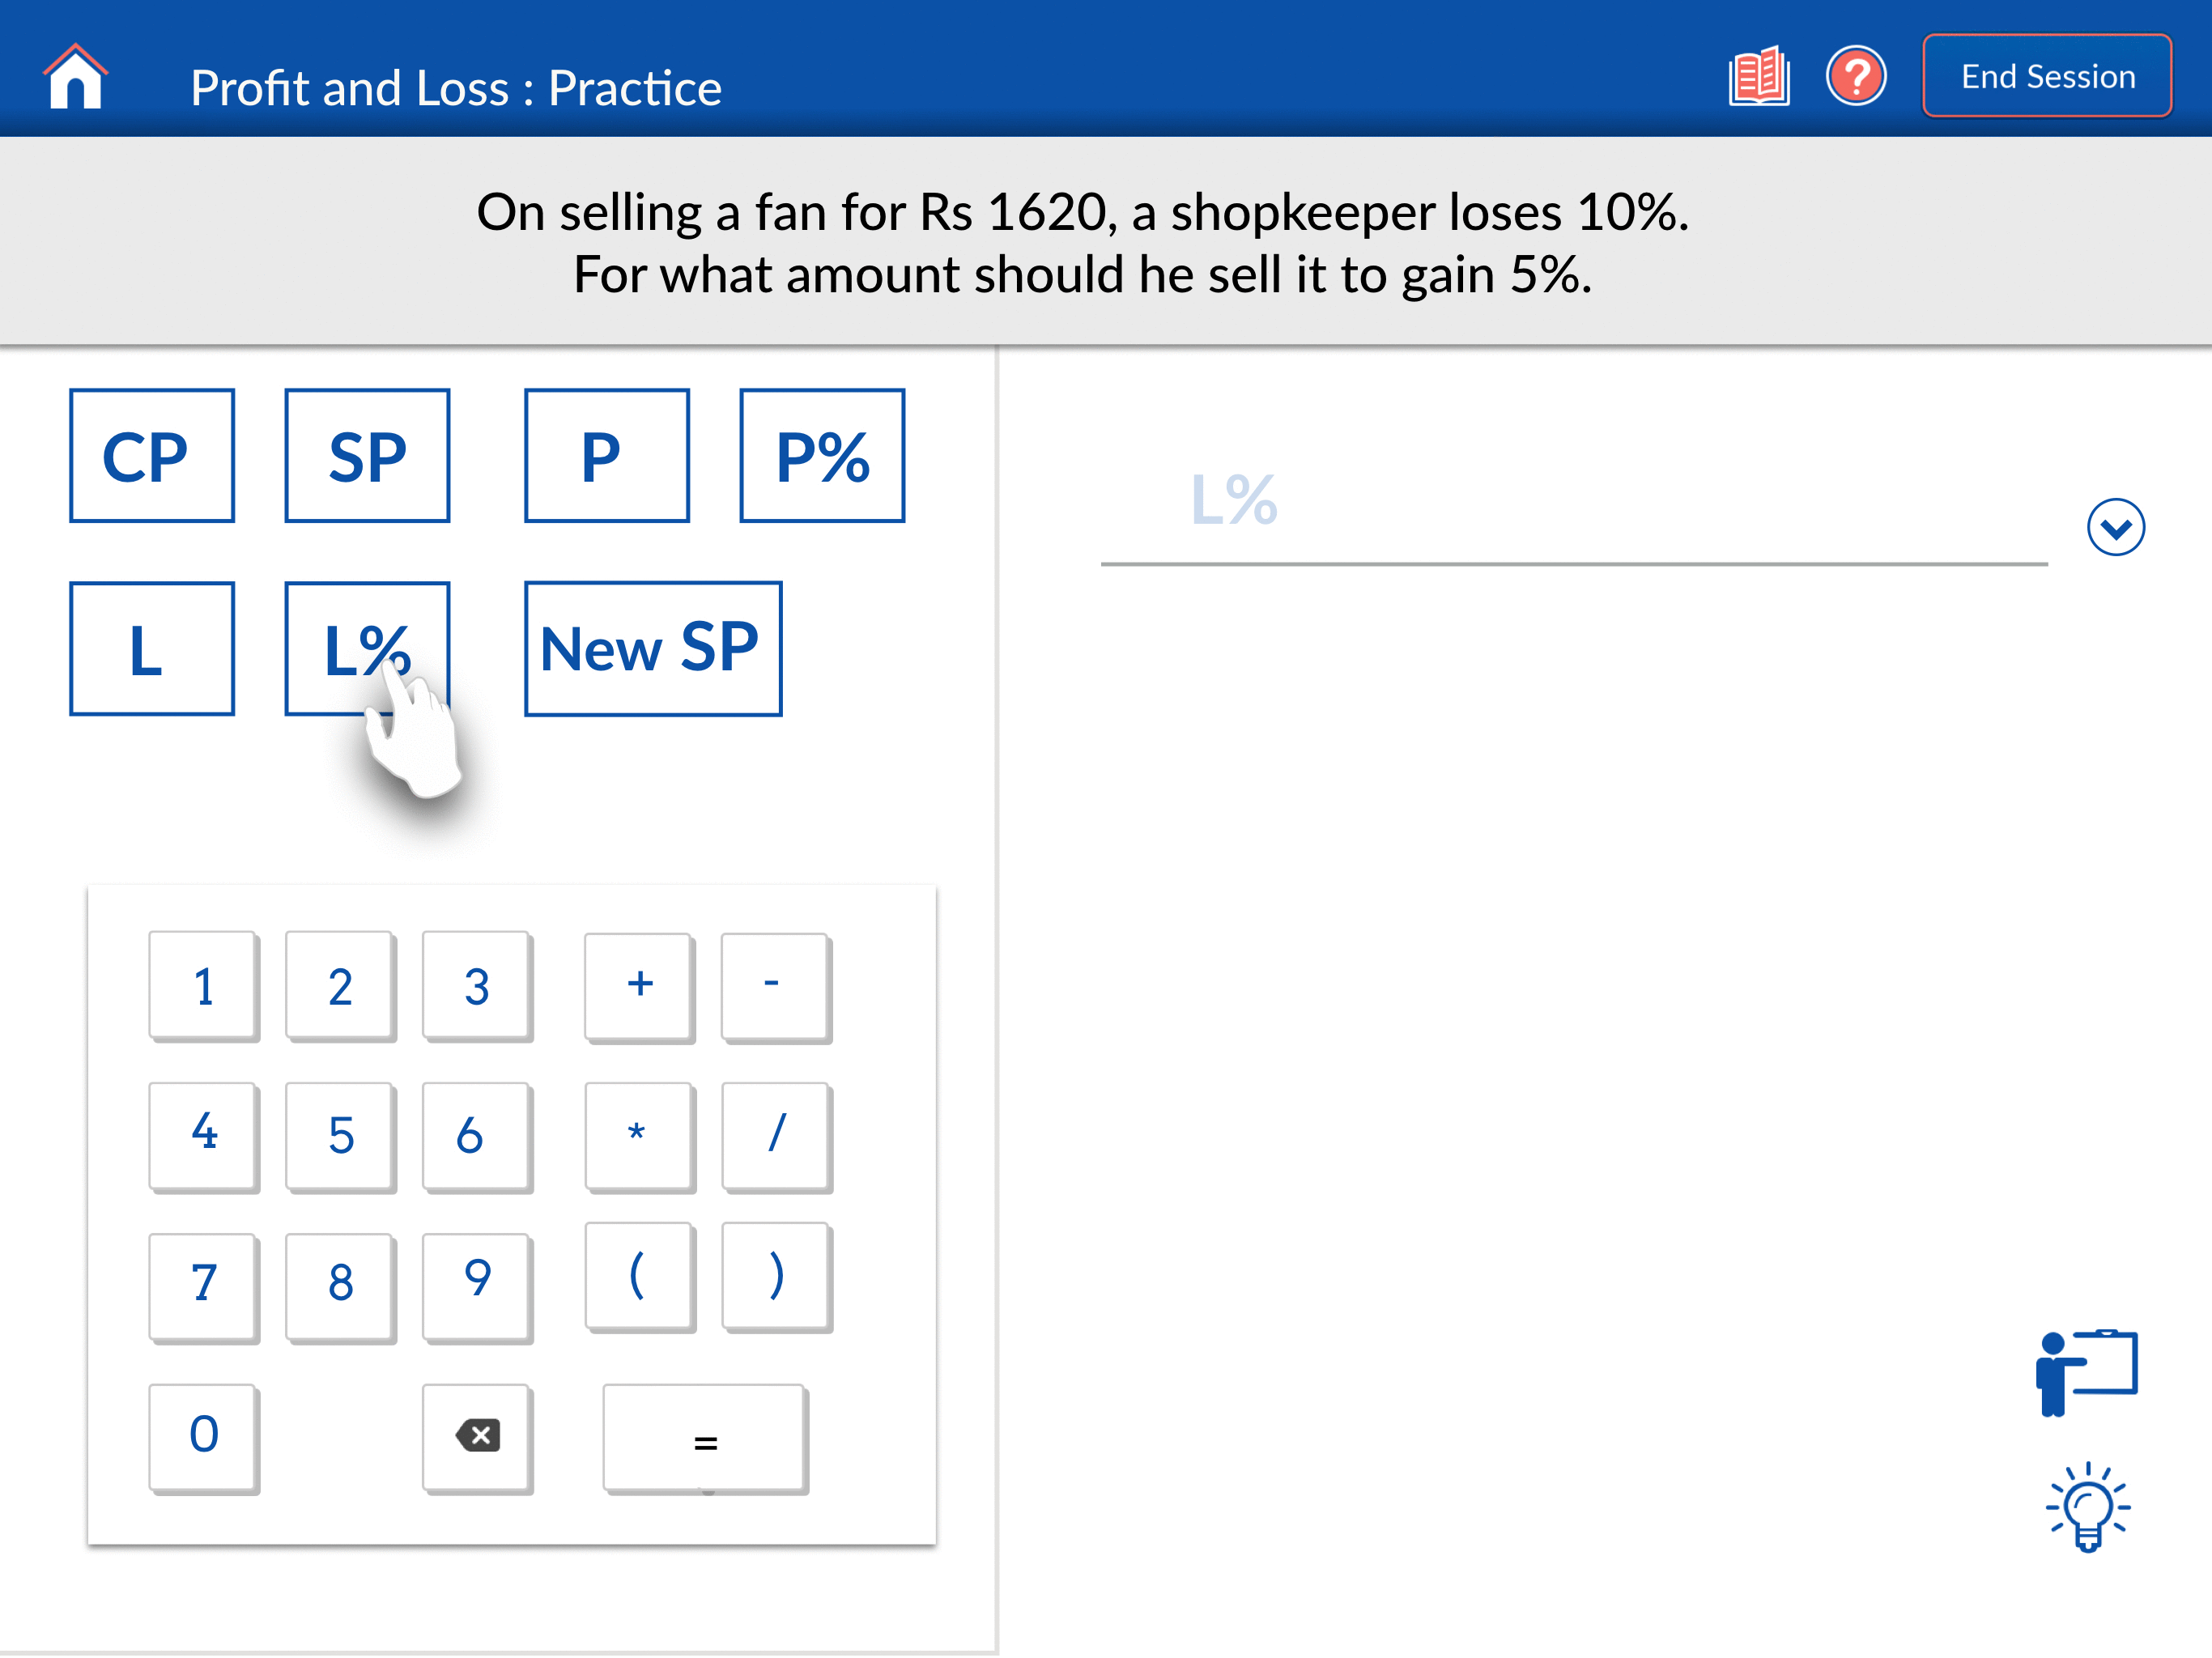 Profit and Loss : Practice
? End Session
On selling a fan for Rs 1620, a shopkeeper loses 10%.
For what amount should he sell it to gain 5%.
CP SP P P%
L%
L L% New SP
1 2 3 + -
4 5 6 * /
7 8 9 ( )
0 =